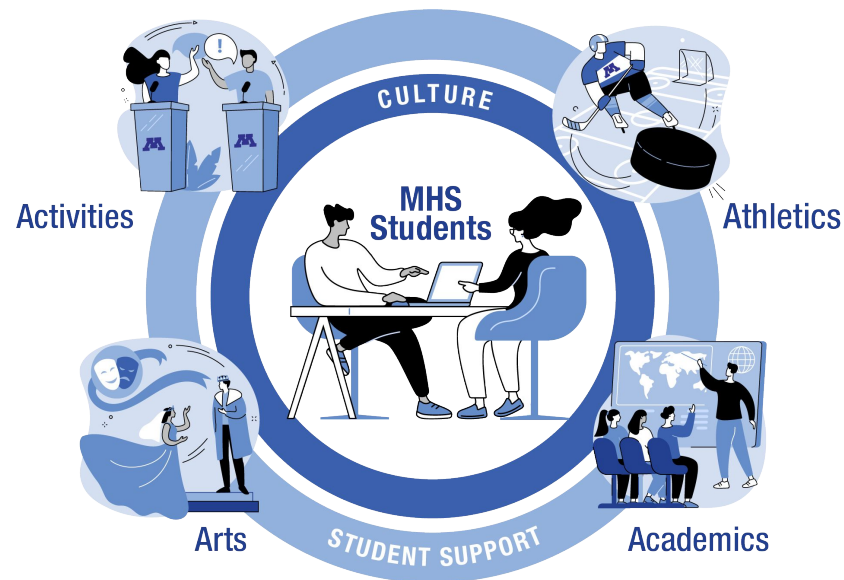 !
M
M
M
CULTURE
MHS
Students
Activities
Athletics
Arts
STUDENT SUPPORT
Academics